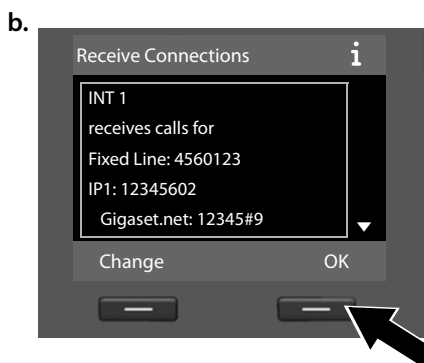 b.
Receive Connections i
INT 1
receives calls for
Fixed Line: 4560123
IP1: 12345602
Gigaset.net: 12345#9
Change OK